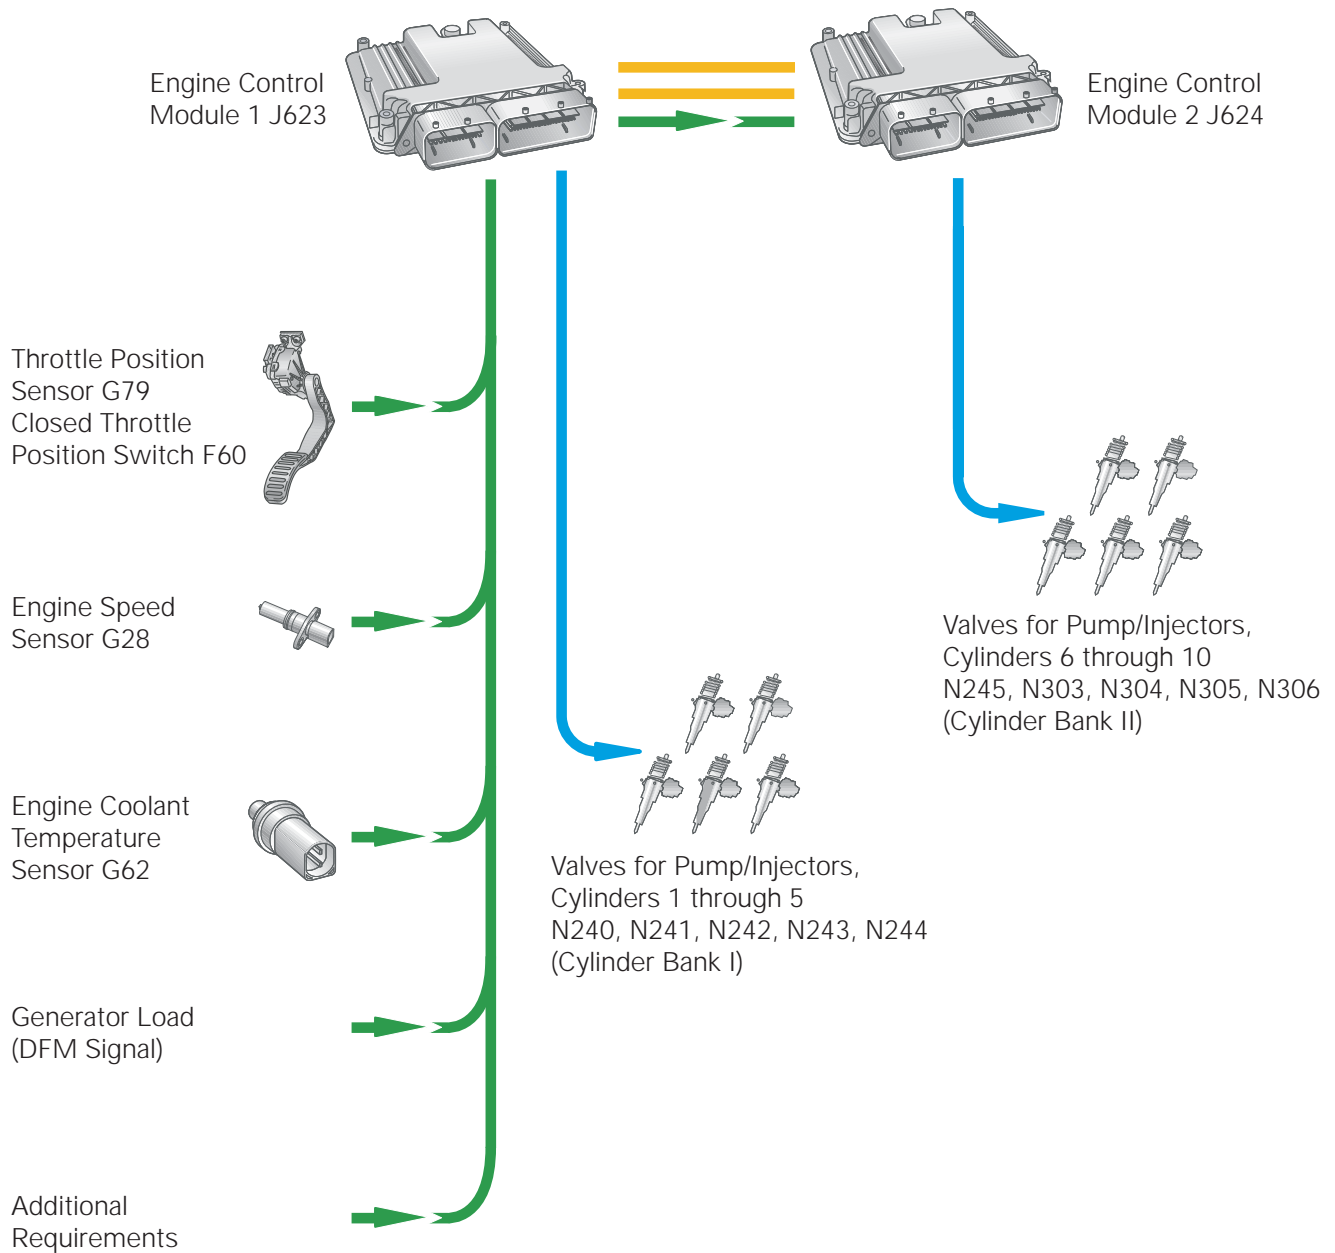 Engine Control
Module 1 J623
Engine Control
Module 2 J624
Throttle Position
Sensor G79
Closed Throttle
Position Switch F60
Engine Speed
Sensor G28
Valves for Pump/Injectors,
Cylinders 6 through 10
N245, N303, N304, N305, N306
(Cylinder Bank II)
Engine Coolant
Temperature
Sensor G62
Valves for Pump/Injectors,
Cylinders 1 through 5
N240, N241, N242, N243, N244
(Cylinder Bank I)
Generator Load
(DFM Signal)
Additional
Requirements